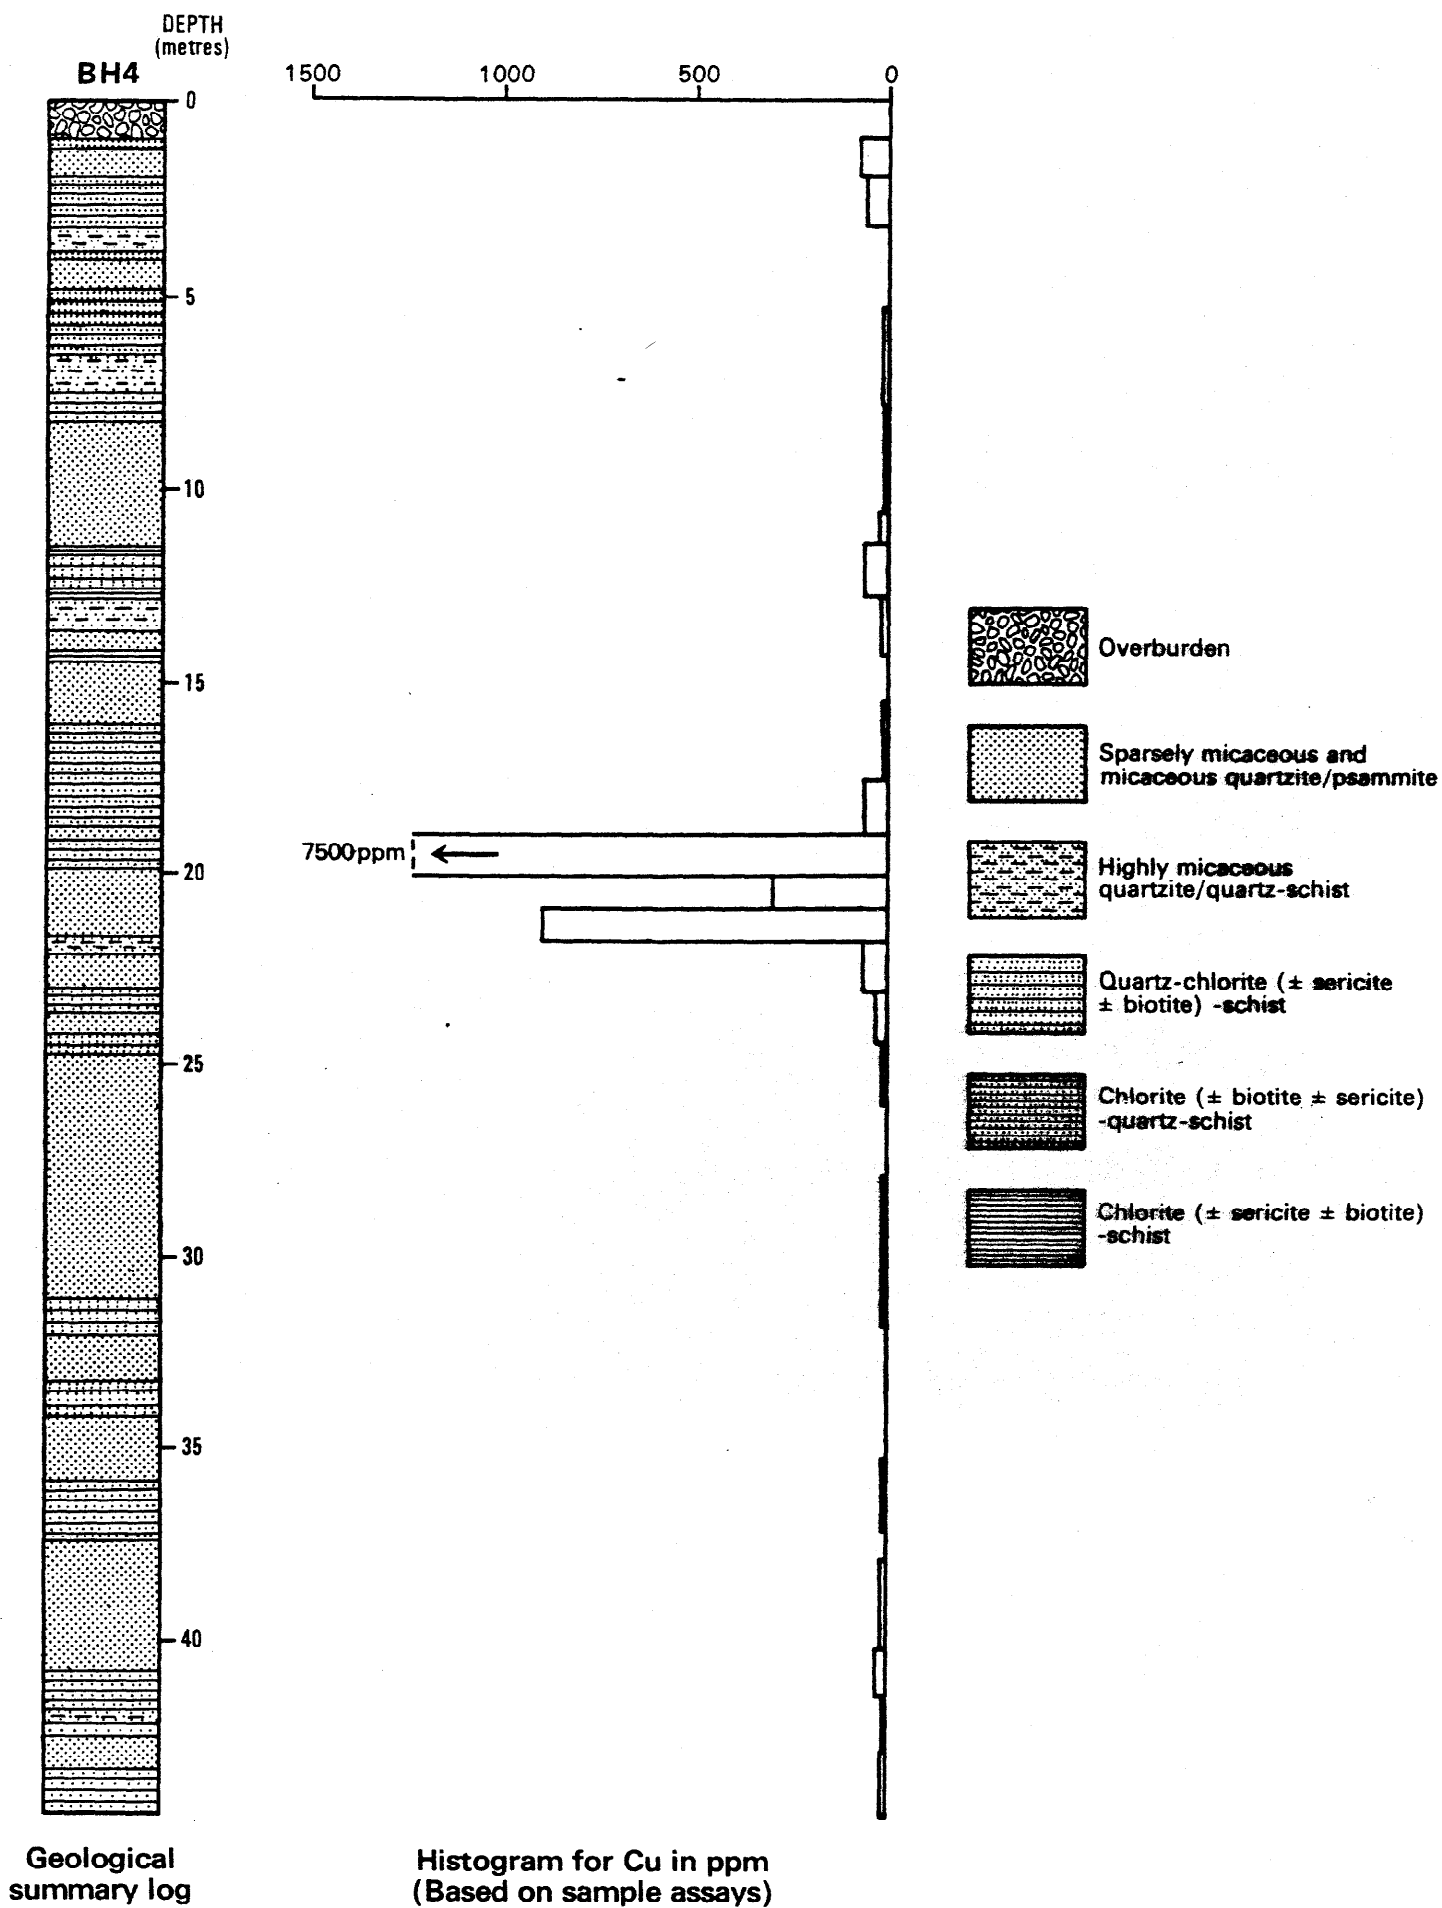 DEPTH
(metres)
BH4
1500 1000 500 0
0
5
10
15
20
25
30
35
40
7500ppm
Overburden
Sparsely micaceous and
micaceous quartzite/psammite
Highly micaceous
quartzite/quartz-schist
Quartz-chlorite (± sericite
± biotite) -schist
Chlorite (± biotite ± sericite)
-quartz-schist
Chlorite (± sericite ± biotite)
-schist
Geological
summary log
Histogram for Cu in ppm
(Based on sample assays)